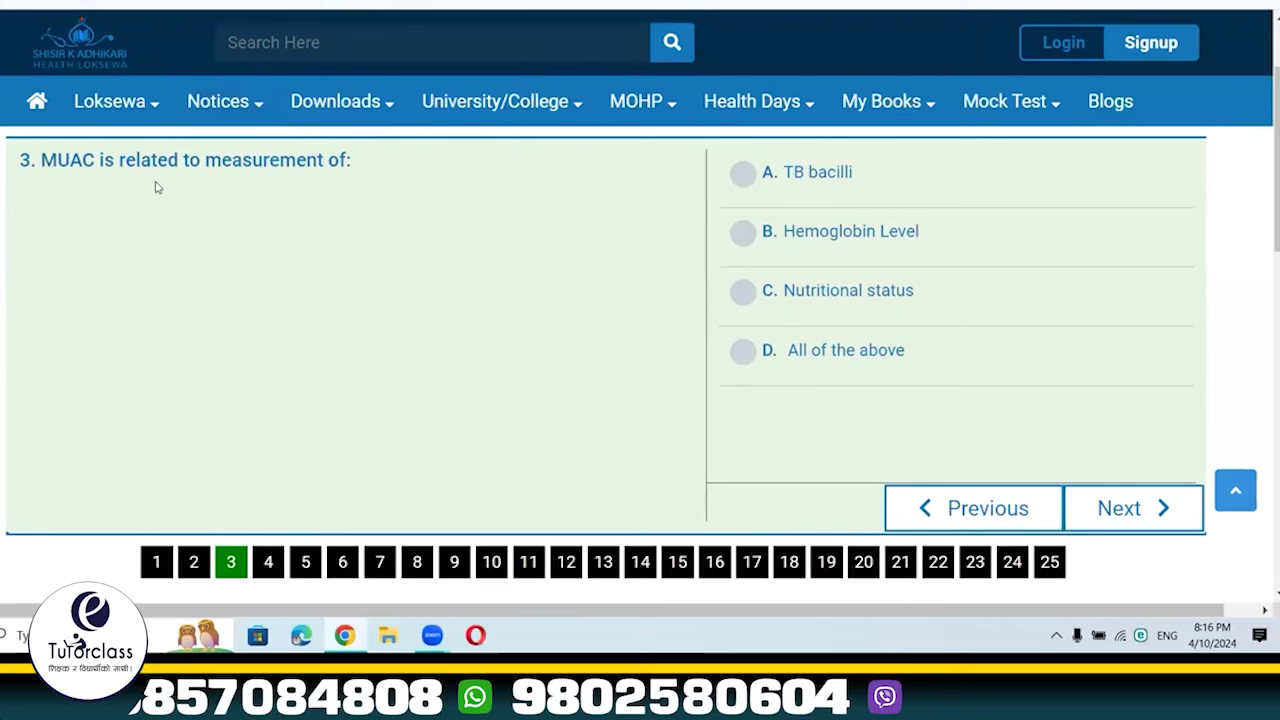 SHISIR K ADHIKARI
HEALTH LOKSEWA
Search Here
Login
Signup
Loksewa
Notices
Downloads
University/College
MOHP
Health Days
My Books
Mock Test
Blogs
3. MUAC is related to measurement of:
A. TB bacilli
B. Hemoglobin Level
C. Nutritional status
D. All of the above
Previous
Next
1 2 3 4 5 6 7 8 9 10 11 12 13 14 15 16 17 18 19 20 21 22 23 24 25
Ty
ENG
8:16 PM
4/10/2024
e
Tutorclass
शिक्षक र विद्यार्थीको साथी।
857084808 9802580604